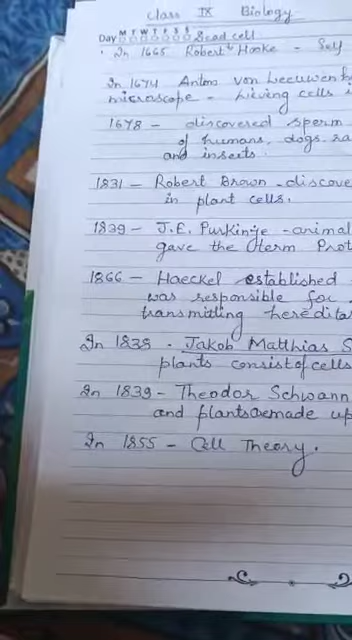 Class IX Biology
Day M T W T F S S Dead cell
In 1665 Robert Hooke - Self
In 1674 Anton von Leeuwenh
microscope - Living cells i
1678 - discovered sperm
of humans, dogs, ra
and insects.
1831 - Robert Brown - discove
in plant cells.
1839 - J.E. Purkinje - animal
gave the term Prot
1866 - Haeckel established
was responsible for
transmitting heredita
In 1838 - Jakob Matthias S
plants consist of cells
In 1839 - Theodor Schwann
and plants made up
In 1855 - Cell Theory.